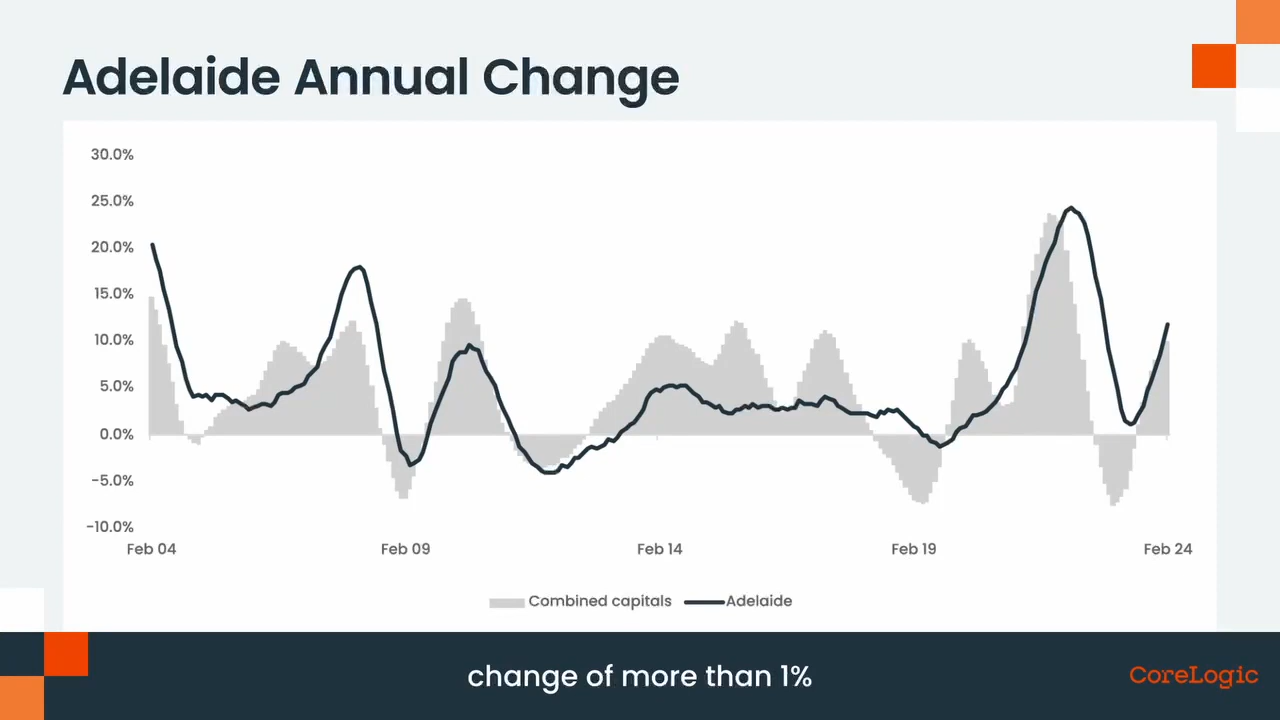 Adelaide Annual Change
30.0%
25.0%
20.0%
15.0%
10.0%
5.0%
0.0%
−5.0%
−10.0%
Feb 04 Feb 09 Feb 14 Feb 19 Feb 24
Combined capitals Adelaide
change of more than 1%
CoreLogic